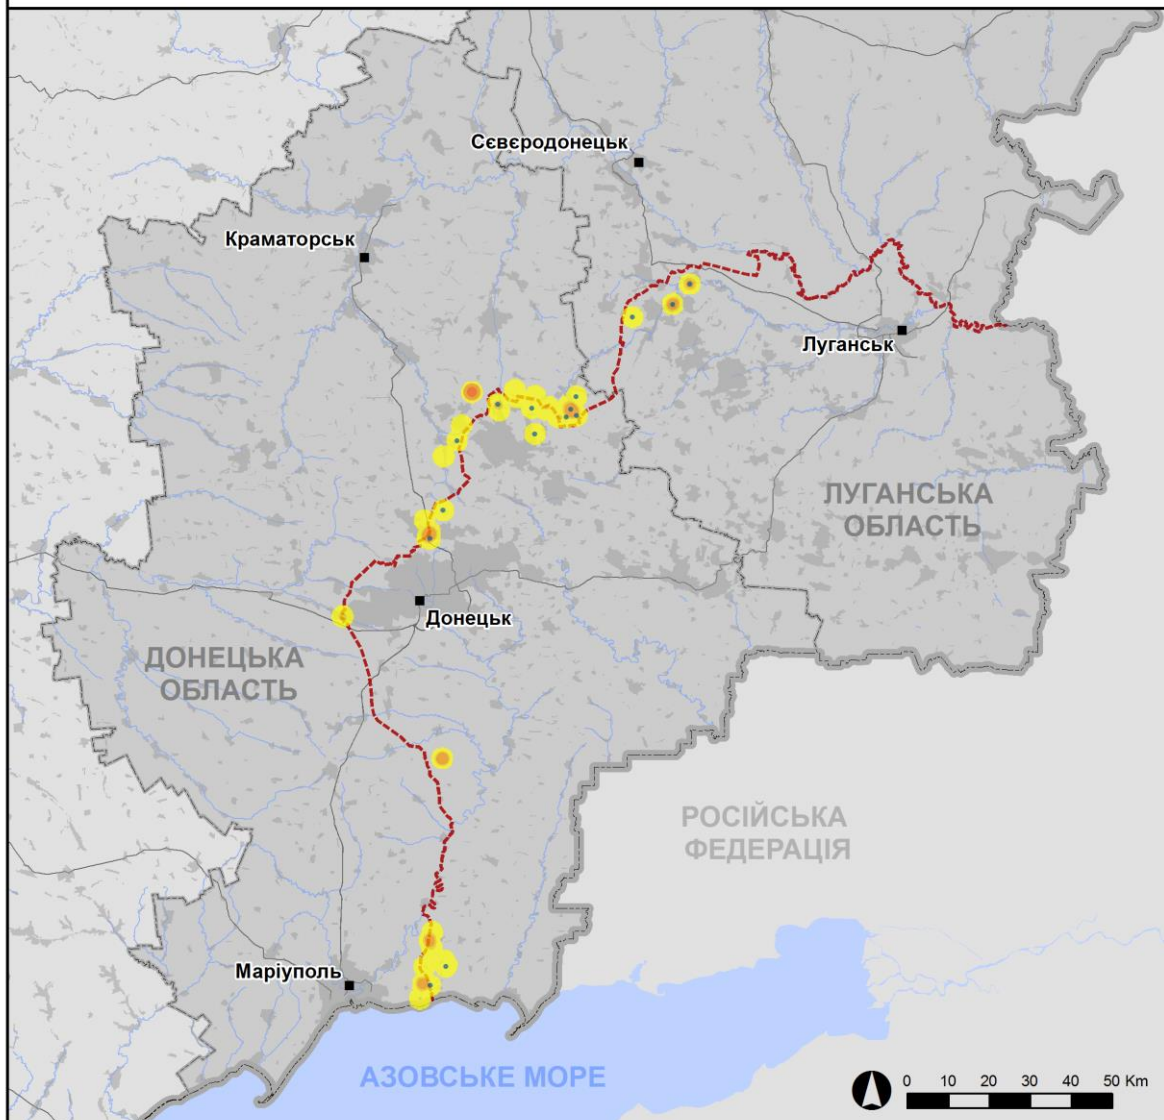 Сєвєродонецьк
Краматорськ
Луганськ
ЛУГАНСЬКА
ОБЛАСТЬ
Донецьк
ДОНЕЦЬКА
ОБЛАСТЬ
РОСІЙСЬКА
ФЕДЕРАЦІЯ
Маріуполь
АЗОВСЬКЕ МОРЕ
0 10 20 30 40 50 Km